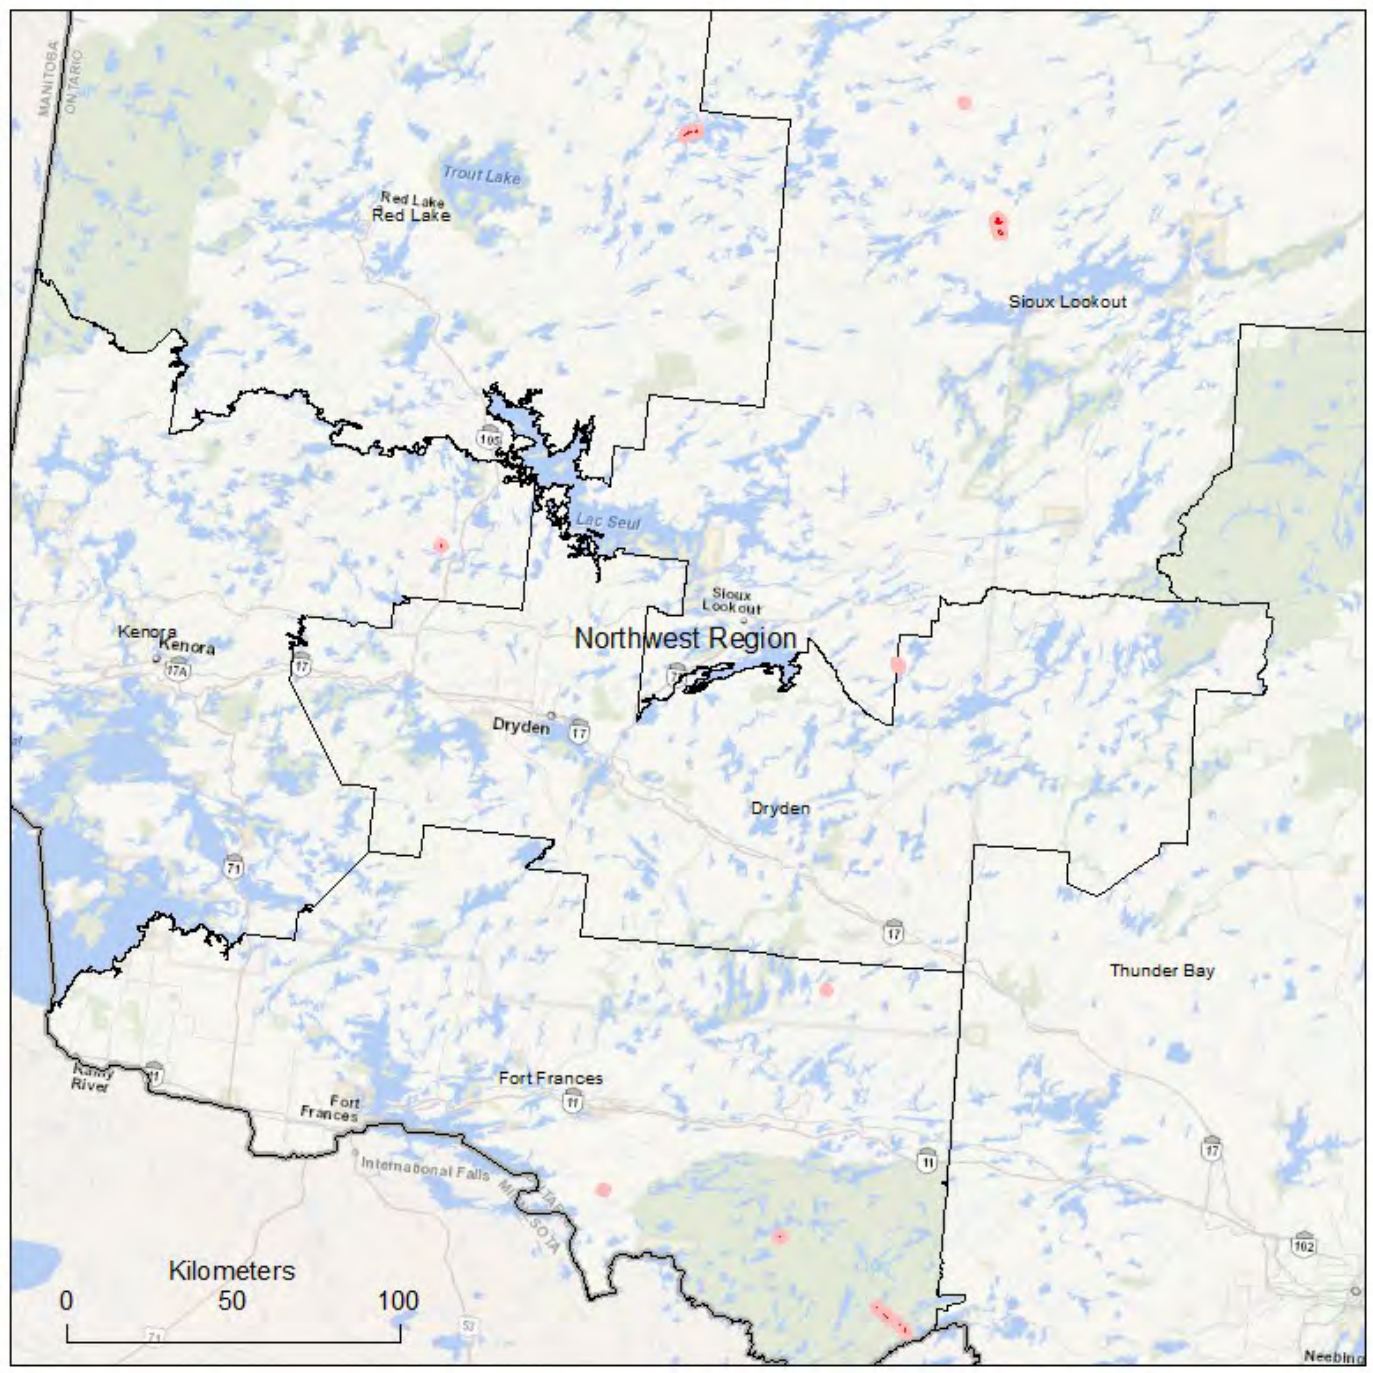 MANITOBA
ONTARIO
Trout Lake
Red Lake
Red Lake
Sioux Lookout
105
Lac Seul
Sioux
Lookout
Northwest Region
Kenora
Kenora
17A
17
Dryden
17
Dryden
71
17
Thunder Bay
Rainy
River
11
Fort Frances
11
Fort
Frances
11
17
International Falls
102
Kilometers
0 50 100
71
53
Neebing